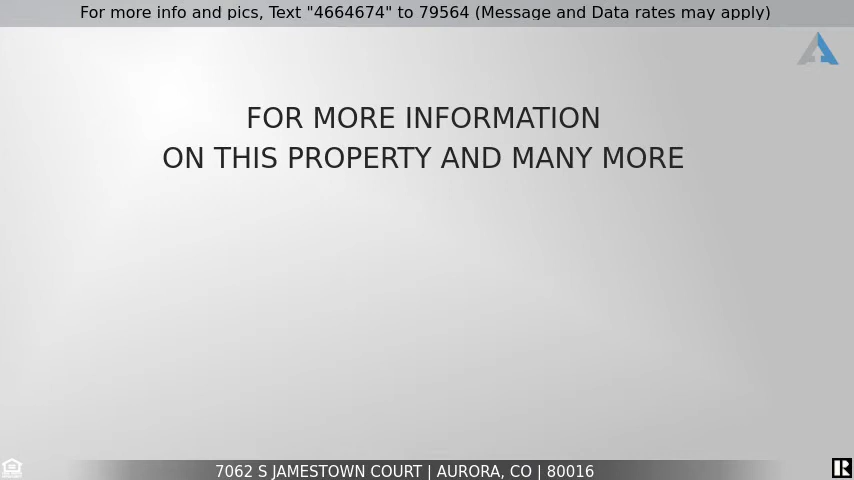 For more info and pics, Text "4664674" to 79564 (Message and Data rates may apply)
FOR MORE INFORMATION
ON THIS PROPERTY AND MANY MORE
7062 S JAMESTOWN COURT | AURORA, CO | 80016